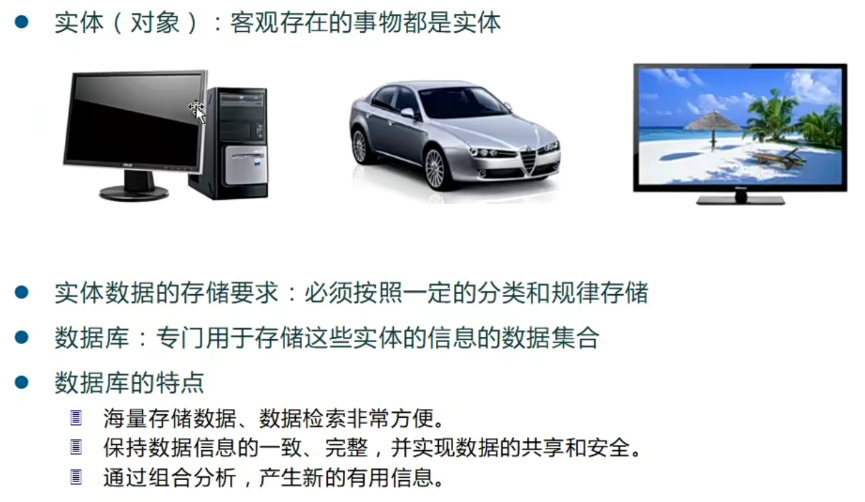 实体（对象）：客观存在的事物都是实体
实体数据的存储要求：必须按照一定的分类和规律存储
数据库：专门用于存储这些实体的信息的数据集合
数据库的特点
海量存储数据、数据检索非常方便。
保持数据信息的一致、完整，并实现数据的共享和安全。
通过组合分析，产生新的有用信息。